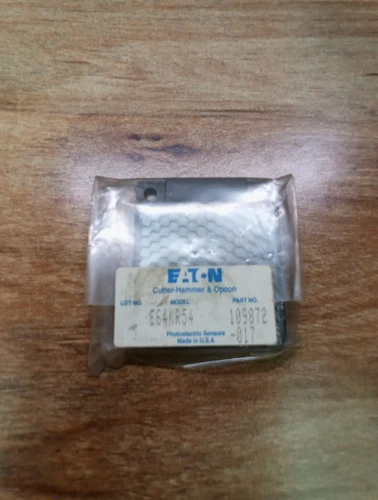 EATON
Cutler-Hammer & Opcon
LOT NO. MODEL PART NO.
E64KR54 109872
-017
Photoelectric Sensors
Made in U.S.A